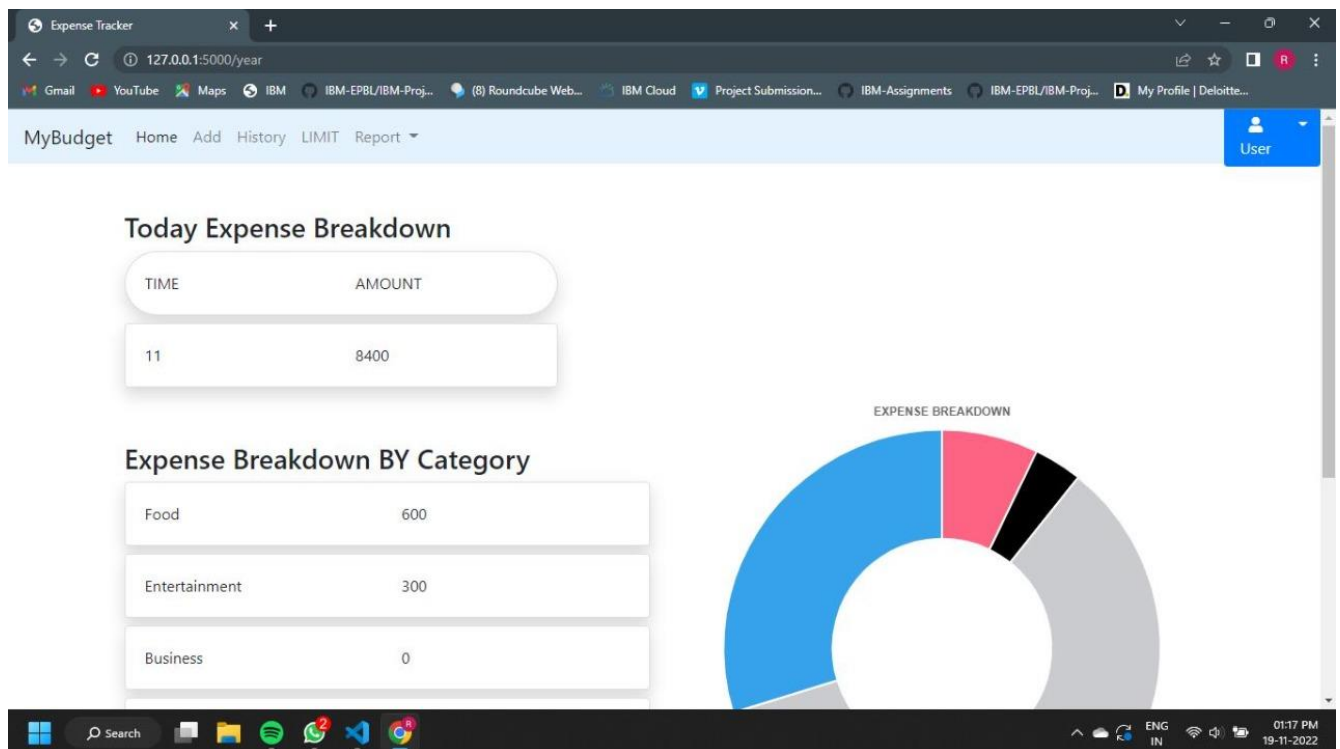 Expense Tracker
127.0.0.1:5000/year
Gmail YouTube Maps IBM IBM-EPBL/IBM-Proj... (8) Roundcube Web... IBM Cloud Project Submission... IBM-Assignments IBM-EPBL/IBM-Proj... D. My Profile | Deloitte...
R
MyBudget Home Add History LIMIT Report
User
Today Expense Breakdown
TIME AMOUNT
11 8400
EXPENSE BREAKDOWN
Expense Breakdown BY Category
Food 600
Entertainment 300
Business 0
Search
2
R
ENG
IN
01:17 PM
19-11-2022